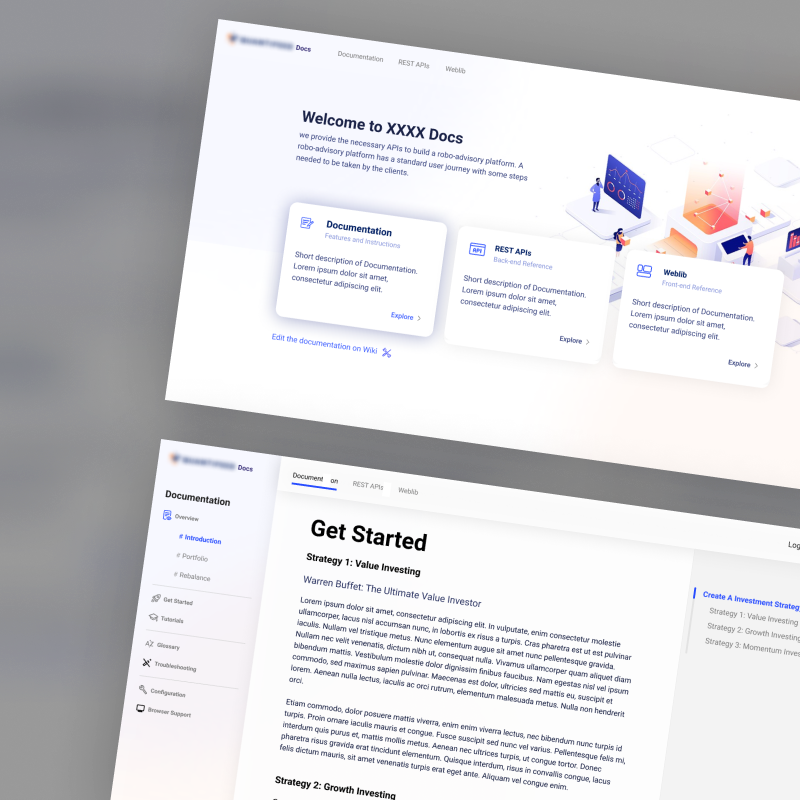 Docs Documentation REST APIs Weblib
Welcome to XXXX Docs
we provide the necessary APIs to build a robo-advisory platform. A
robo-advisory platform has a standard user journey with some steps
needed to be taken by the clients.
Documentation
Features and Instructions
Short description of Documentation.
Lorem ipsum dolor sit amet,
consectetur adipiscing elit.
Explore
API
REST APIs
Back-end Reference
Short description of Documentation.
Lorem ipsum dolor sit amet,
consectetur adipiscing elit.
Explore
Weblib
Front-end Reference
Short description of Documentation.
Lorem ipsum dolor sit amet,
consectetur adipiscing elit.
Explore
Edit the documentation on Wiki
Docs
Document on REST APIs Weblib
Log
Documentation
Overview
# Introduction
# Portfolio
# Rebalance
Get Started
Tutorials
Glossary
Troubleshooting
Configuration
Browser Support
Get Started
Strategy 1: Value Investing
Warren Buffet: The Ultimate Value Investor
Lorem ipsum dolor sit amet, consectetur adipiscing elit. In vulputate, enim consectetur molestie
ullamcorper, lacus nisl accumsan nunc, in lobortis ex risus a turpis. Cras pharetra est ut est pulvinar
iaculis. Nullam vel tristique metus. Nunc elementum augue sit amet nunc pellentesque gravida.
Nullam nec velit venenatis, dictum nibh ut, consequat nulla. Vivamus ullamcorper quam aliquet diam
bibendum mattis. Vestibulum molestie dolor dignissim finibus faucibus. Nam egestas nisl vel ipsum
commodo, sed maximus sapien pulvinar. Maecenas est dolor, ultricies sed mattis eu, suscipit et
lorem. Aenean nulla lectus, iaculis ac orci rutrum, elementum malesuada metus. Nulla non hendrerit
orci.
Etiam commodo, dolor posuere mattis viverra, enim enim viverra lectus, nec bibendum nunc turpis id
turpis. Proin ornare iaculis mauris et congue. Fusce suscipit sed nunc vel varius. Pellentesque felis mi,
interdum quis purus et, mattis mollis metus. Aenean nec ultrices turpis, ut congue tortor. Donec
pharetra risus gravida erat tincidunt elementum. Quisque interdum, risus in convallis congue, lacus
felis dictum mauris, sit amet venenatis turpis erat eget ante. Aliquam vel congue enim.
Strategy 2: Growth Investing
Create A Investment Strateg
Strategy 1: Value Investing
Strategy 2: Growth Investing
Strategy 3: Momentum Inves